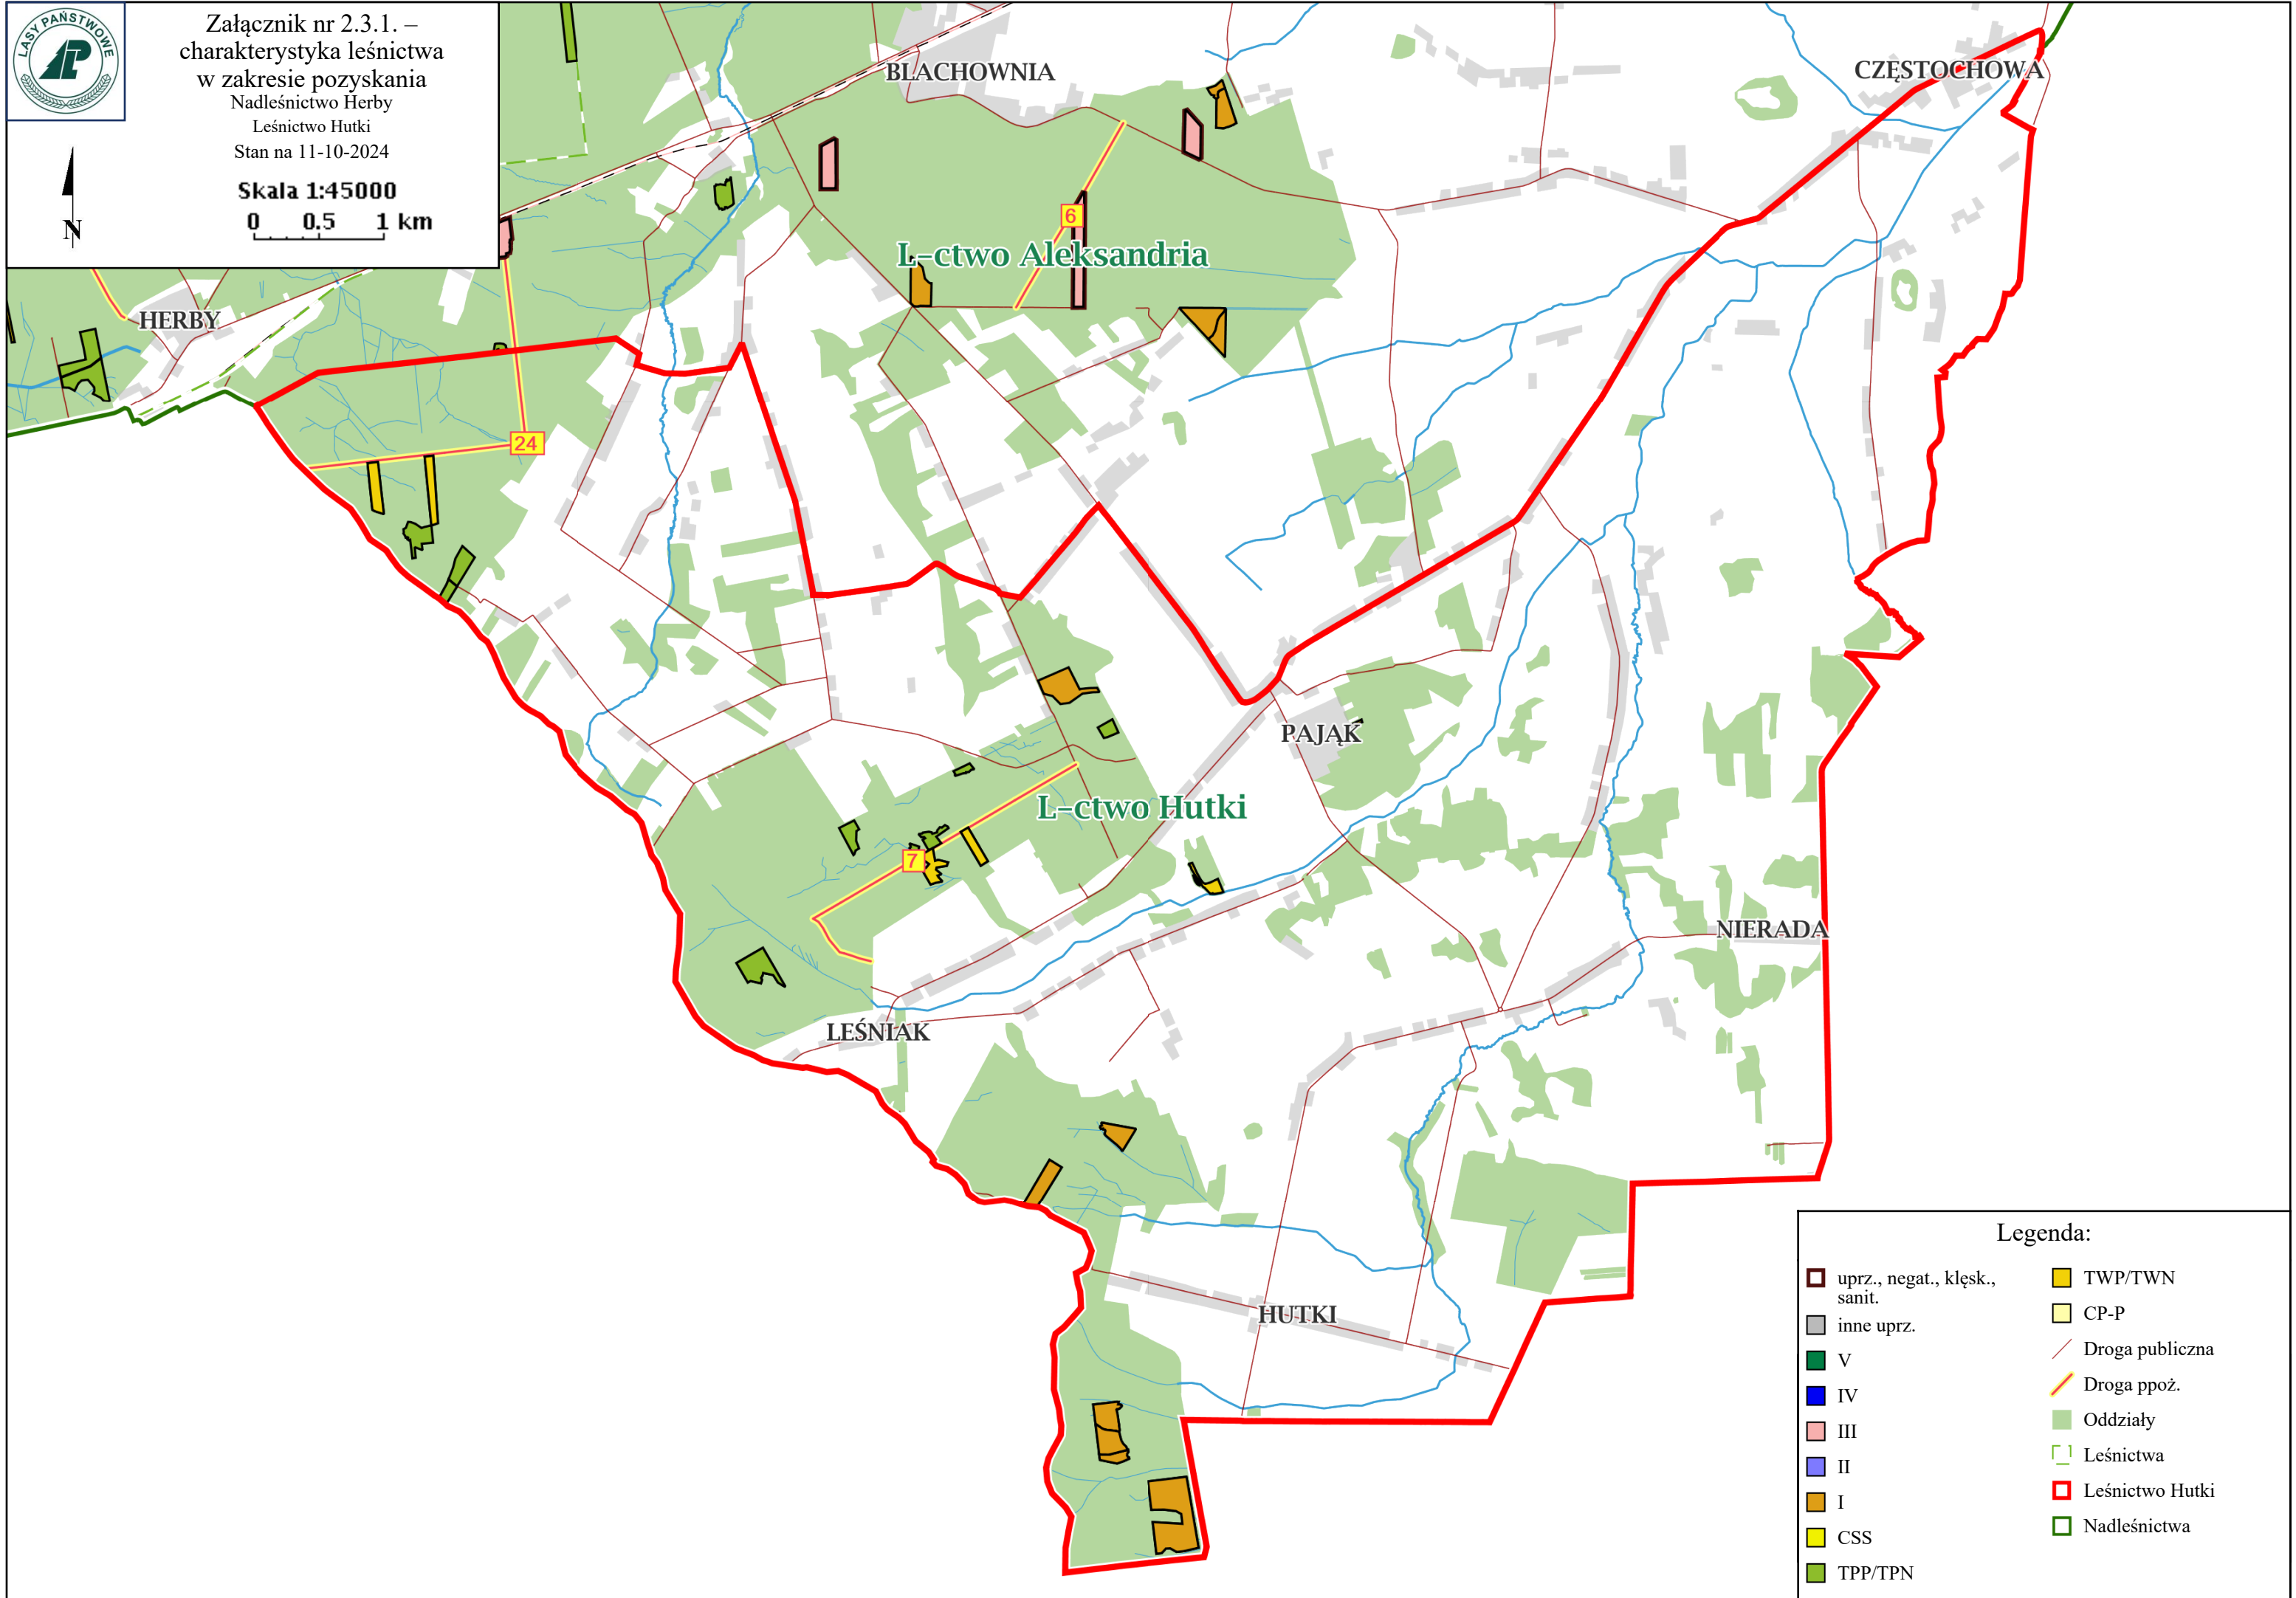 LASY PAŃSTWOWE
Załącznik nr 2.3.1. –
charakterystyka leśnictwa
w zakresie pozyskania
Nadleśnictwo Herby
Leśnictwo Hutki
Stan na 11-10-2024
Skala 1:45000
0 0.5 1 km
N
BLACHOWNIA
CZĘSTOCHOWA
6
L-ctwo Aleksandria
HERBY
24
PAJĄK
L-ctwo Hutki
7
NIERADA
LEŚNIAK
HUTKI
Legenda:
uprz., negat., klęsk.,
sanit.
inne uprz.
V
IV
III
II
I
CSS
TPP/TPN
TWP/TWN
CP-P
Droga publiczna
Droga ppoż.
Oddziały
Leśnictwa
Leśnictwo Hutki
Nadleśnictwa